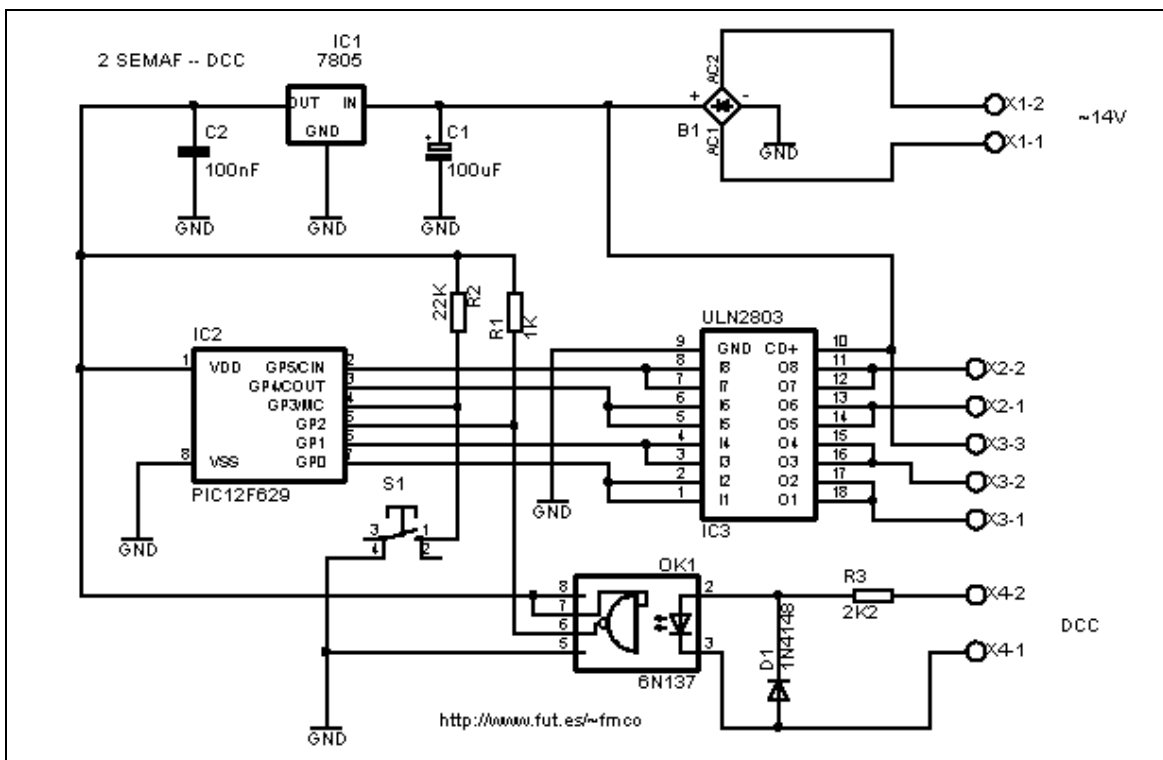 2 SEMAF -- DCC
IC1
7805
OUT IN
GND
C2
100nF
GND
GND
+
C1
100uF
GND
+ -
B1
AC2
AC1
GND
X1-2
X1-1
~14V
22K
R2
R1
1K
IC2
1 VDD
8 VSS
GP5/CIN 2
GP4/COUT 3
GP3/MC 4
GP2 5
GP1 6
GP0 7
PIC12F629
GND
S1
3 1
4 2
ULN2803
9 GND CD+ 10
8 I8 O8 11
7 I7 O7 12
6 I6 O6 13
5 I5 O5 14
4 I4 O4 15
3 I3 O3 16
2 I2 O2 17
1 I1 O1 18
IC3
GND
X2-2
X2-1
X3-3
X3-2
X3-1
OK1
8
7
6
5
2
3
6N137
R3
2K2
D1
1N4148
X4-2
X4-1
DCC
GND
http://www.fut.es/~fmco